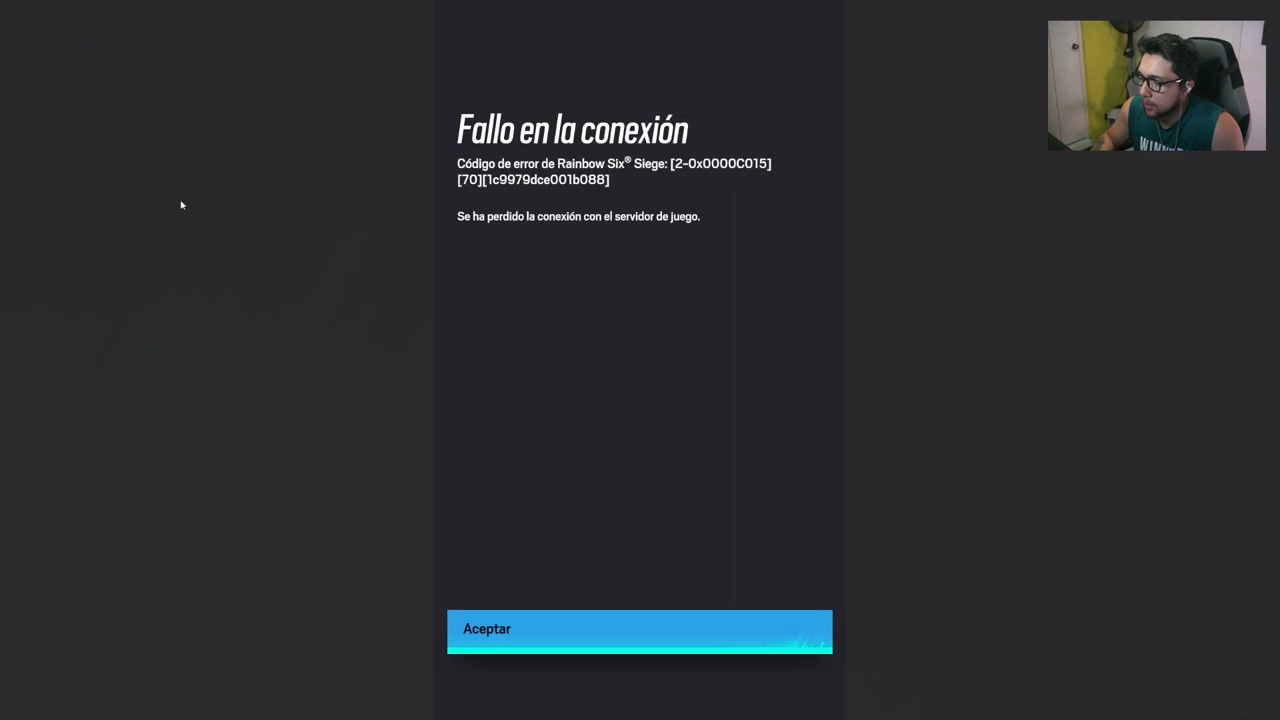 Fallo en la conexión
Código de error de Rainbow Six® Siege: [2-0x0000C015]
[70][1c9979dce001b088]
Se ha perdido la conexión con el servidor de juego.
Aceptar